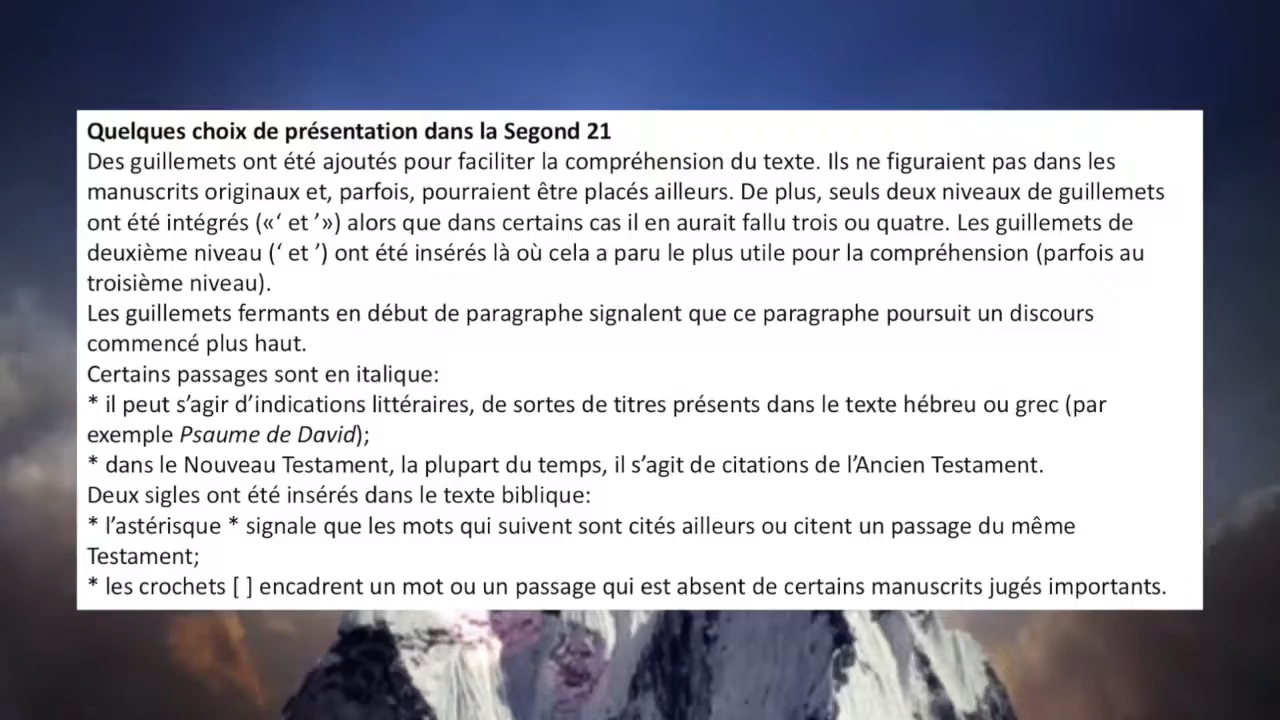 Quelques choix de présentation dans la Segond 21
Des guillemets ont été ajoutés pour faciliter la compréhension du texte. Ils ne figuraient pas dans les
manuscrits originaux et, parfois, pourraient être placés ailleurs. De plus, seuls deux niveaux de guillemets
ont été intégrés («‘ et ’») alors que dans certains cas il en aurait fallu trois ou quatre. Les guillemets de
deuxième niveau (‘ et ’) ont été insérés là où cela a paru le plus utile pour la compréhension (parfois au
troisième niveau).
Les guillemets fermants en début de paragraphe signalent que ce paragraphe poursuit un discours
commencé plus haut.
Certains passages sont en italique:
* il peut s’agir d’indications littéraires, de sortes de titres présents dans le texte hébreu ou grec (par
exemple Psaume de David);
* dans le Nouveau Testament, la plupart du temps, il s’agit de citations de l’Ancien Testament.
Deux sigles ont été insérés dans le texte biblique:
* l’astérisque * signale que les mots qui suivent sont cités ailleurs ou citent un passage du même
Testament;
* les crochets [ ] encadrent un mot ou un passage qui est absent de certains manuscrits jugés importants.